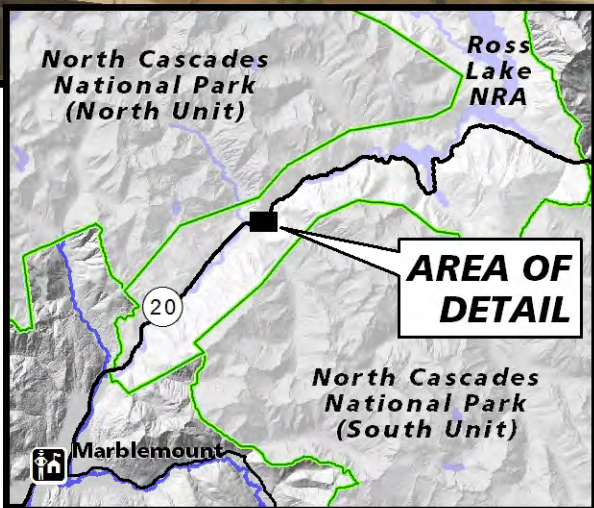 North Cascades
National Park
(North Unit)
Ross
Lake
NRA
AREA OF
DETAIL
20
North Cascades
National Park
(South Unit)
Marblemount